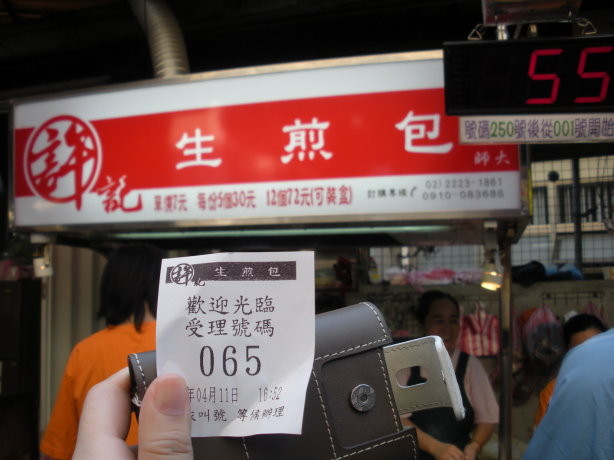 許記
生煎包
師大
單價7元 每份5個30元 12個72元(可裝盒)
訂購專線
02)2223-1861
0910-083685
55
號碼250號後從001號開始
許 生煎包
歡迎光臨
受理號碼
065
年04月11日 16:52
叫號 等候辦理